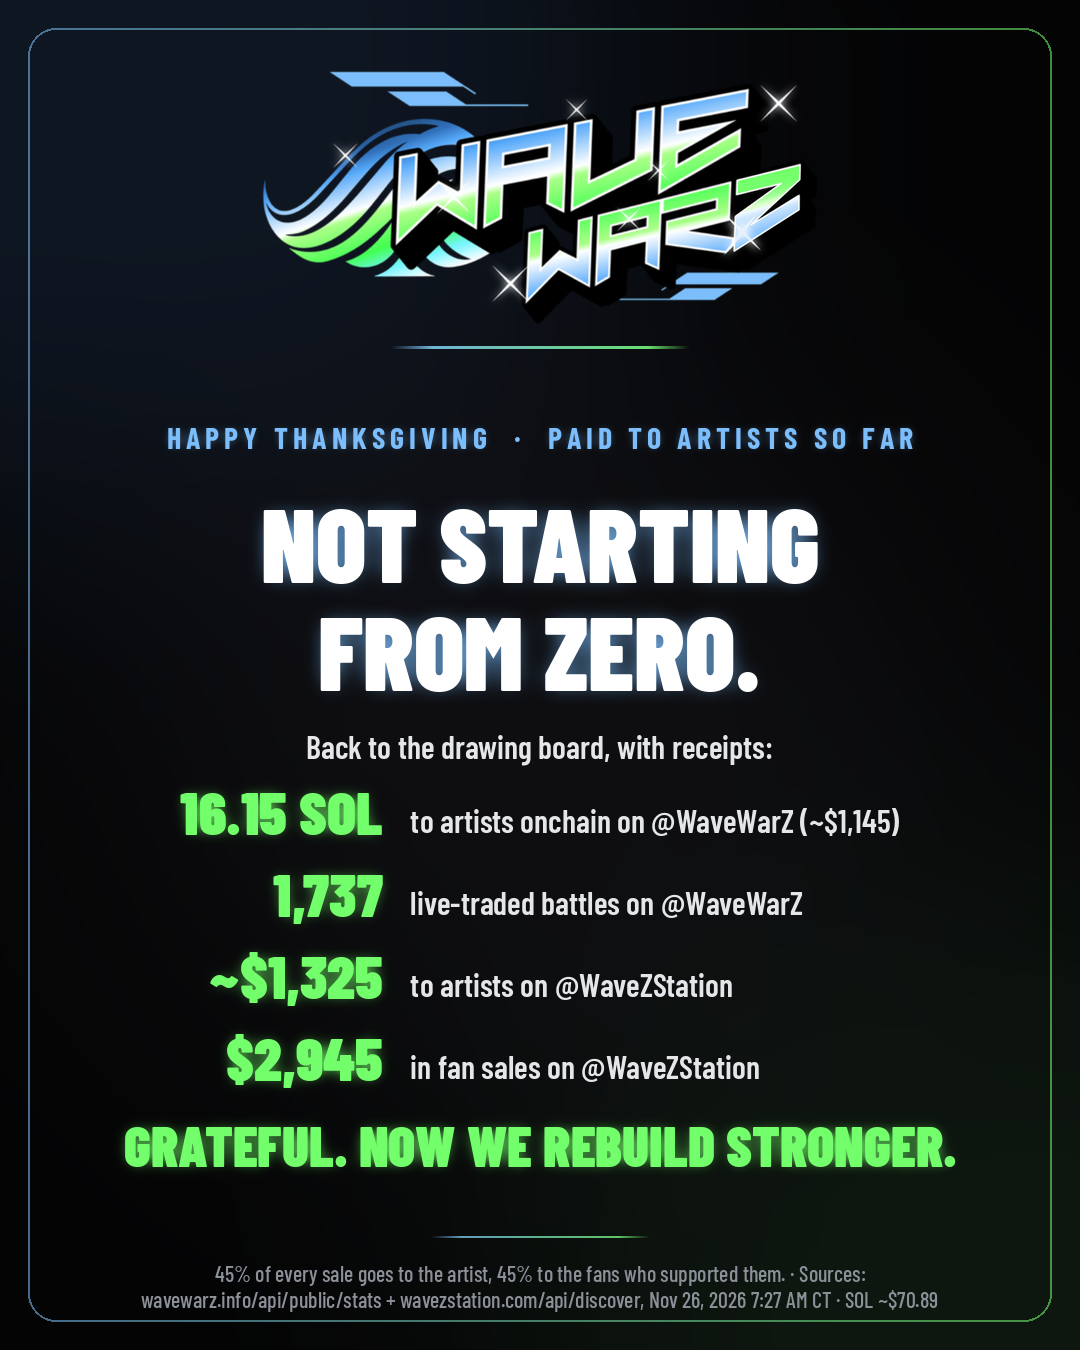 WAVE
WARZ
HAPPY THANKSGIVING · PAID TO ARTISTS SO FAR
NOT STARTING
FROM ZERO.
Back to the drawing board, with receipts:
16.15 SOL to artists onchain on @WaveWarZ (~$1,145)
1,737 live-traded battles on @WaveWarZ
~$1,325 to artists on @WaveZStation
$2,945 in fan sales on @WaveZStation
GRATEFUL. NOW WE REBUILD STRONGER.
45% of every sale goes to the artist, 45% to the fans who supported them. · Sources:
wavewarz.info/api/public/stats + wavezstation.com/api/discover, Nov 26, 2026 7:27 AM CT · SOL ~$70.89